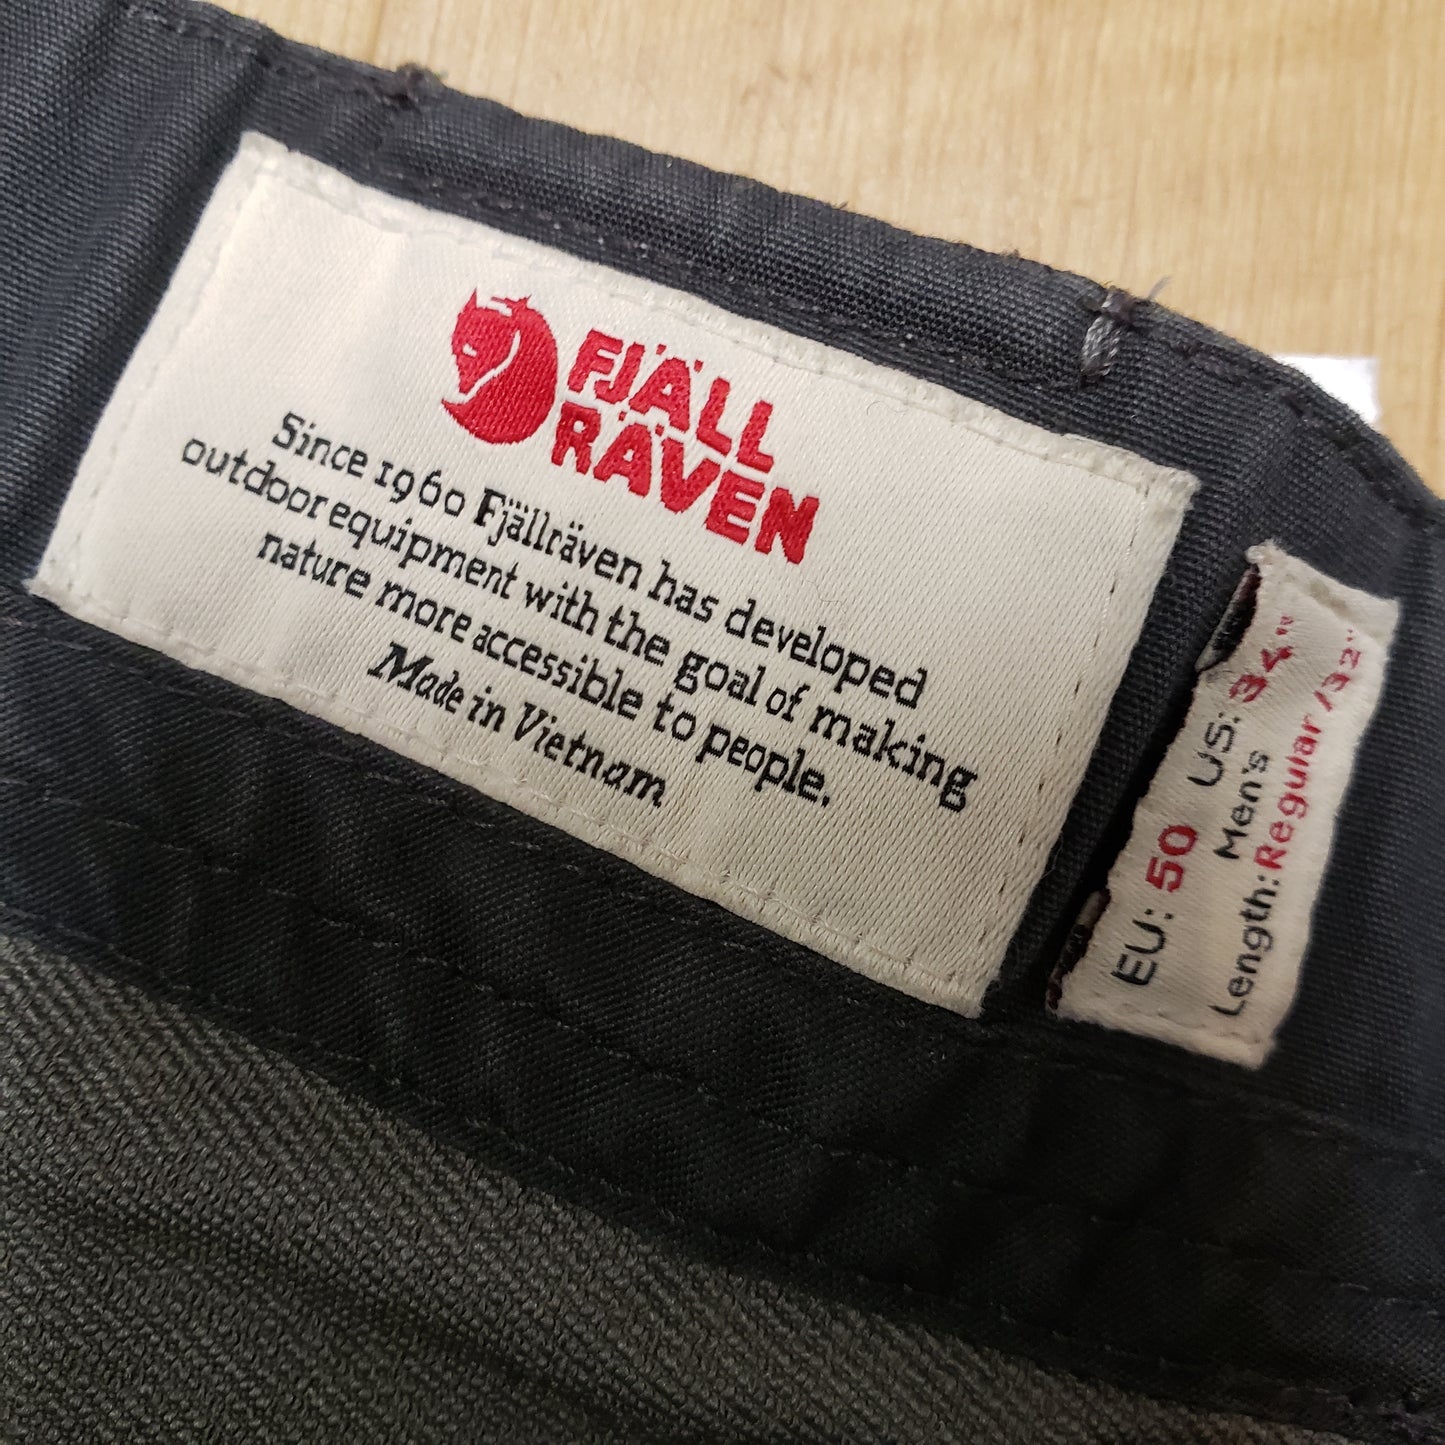 FJÄLL
RÄVEN
Since 1960 Fjällräven has developed
outdoor equipment with the goal of making
nature more accessible to people.
Made in Vietnam
EU: 50 US: 34"
Men's
Length: Regular /32"